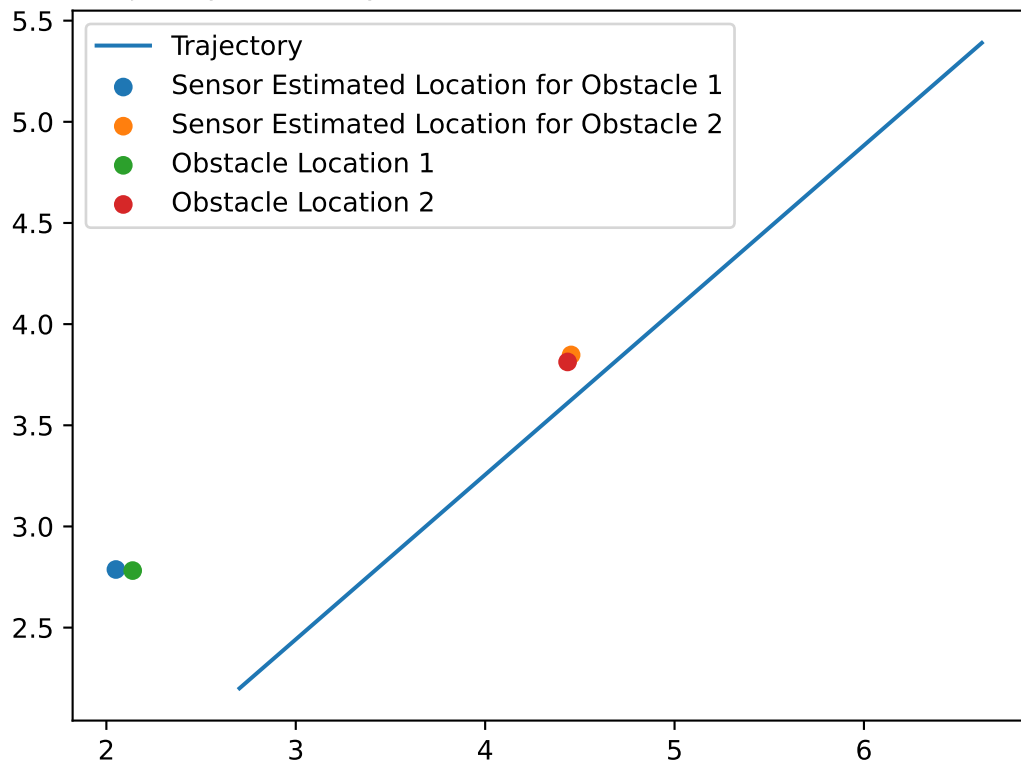 5.5
5.0
4.5
4.0
3.5
3.0
2.5
Trajectory
Sensor Estimated Location for Obstacle 1
Sensor Estimated Location for Obstacle 2
Obstacle Location 1
Obstacle Location 2
2 3 4 5 6